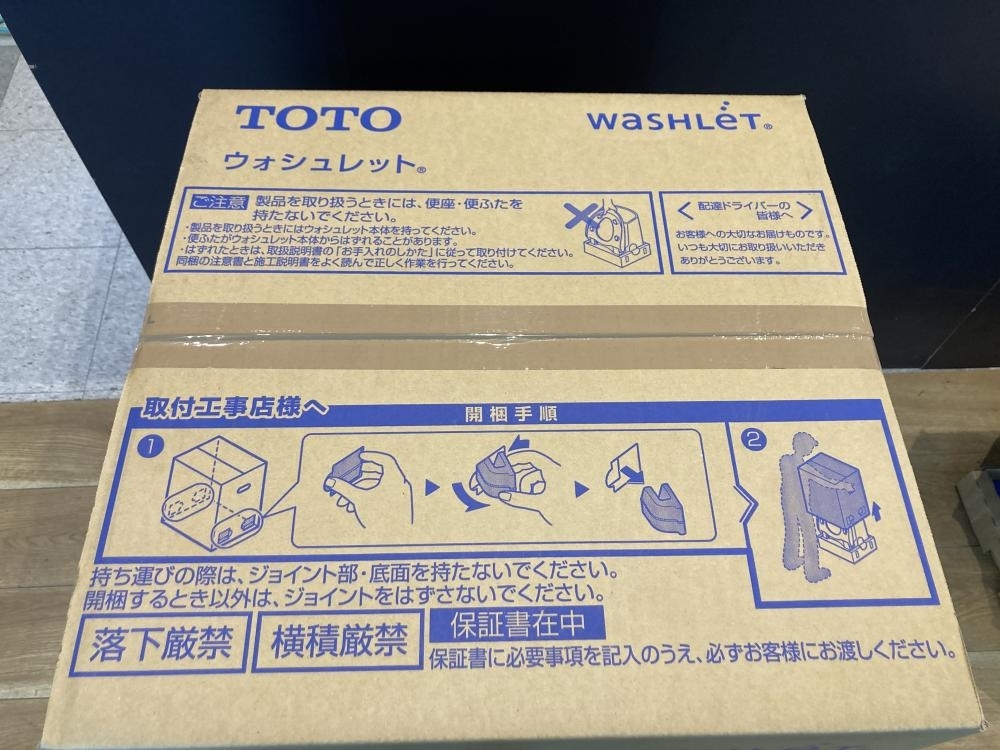 TOTO
WASHLET®
ウォシュレット®
ご注意 製品を取り扱うときには、便座・便ふたを
持たないでください。
・製品を取り扱うときにはウォシュレット本体を持ってください。
・便ふたがウォシュレット本体からはずれることがあります。
・はずれたときは、取扱説明書の「お手入れのしかた」に従って取り付けてください。
同梱の注意書と施工説明書をよく読んで正しく作業を行ってください。
配達ドライバーの
皆様へ
お客様への大切なお届けものです。
いつも大切にお取り扱いいただき
ありがとうございます。
取付工事店様へ
開梱手順
1
2
持ち運びの際は、ジョイント部・底面を持たないでください。
開梱するとき以外は、ジョイントをはずさないでください。
落下厳禁
横積厳禁
保証書在中
保証書に必要事項を記入のうえ、必ずお客様にお渡しください。